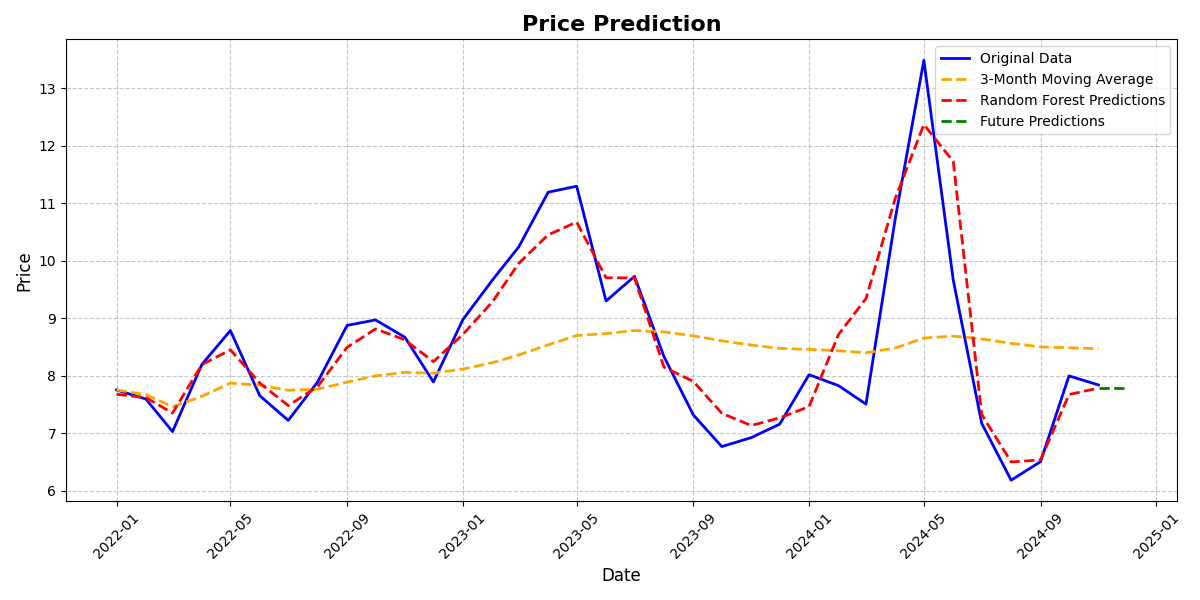 Price Prediction
Original Data
3-Month Moving Average
Random Forest Predictions
Future Predictions
Price
13
12
11
10
9
8
7
6
2022-01
2022-05
2022-09
2023-01
2023-05
2023-09
2024-01
2024-05
2024-09
2025-01
Date